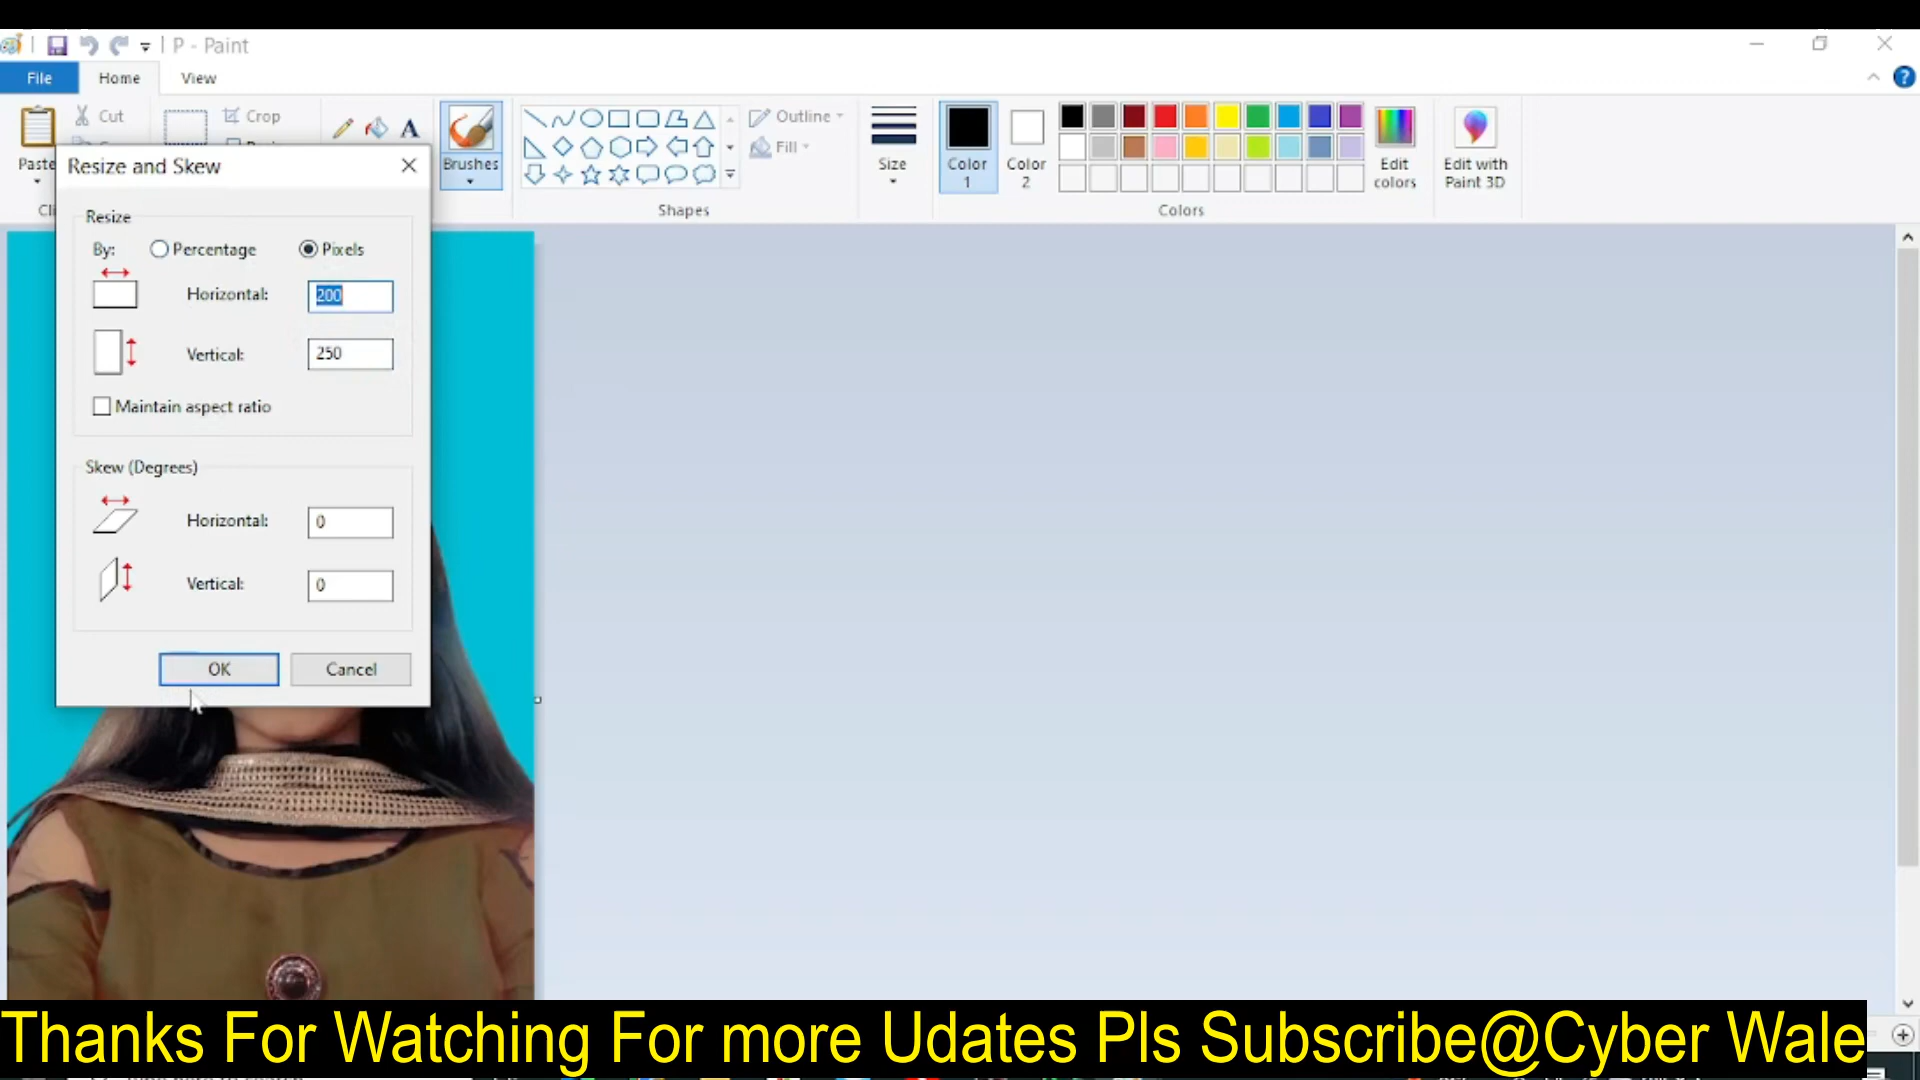 P - Paint
File Home View
Paste
Cut
Crop
Brushes
Outline
Fill
Shapes
Size
Color 1
Color 2
Edit colors
Edit with Paint 3D
Colors
Resize and Skew
Resize
By: Percentage Pixels
Horizontal: 200
Vertical: 250
Maintain aspect ratio
Skew (Degrees)
Horizontal: 0
Vertical: 0
OK Cancel
Thanks For Watching For more Udates Pls Subscribe@Cyber Wale